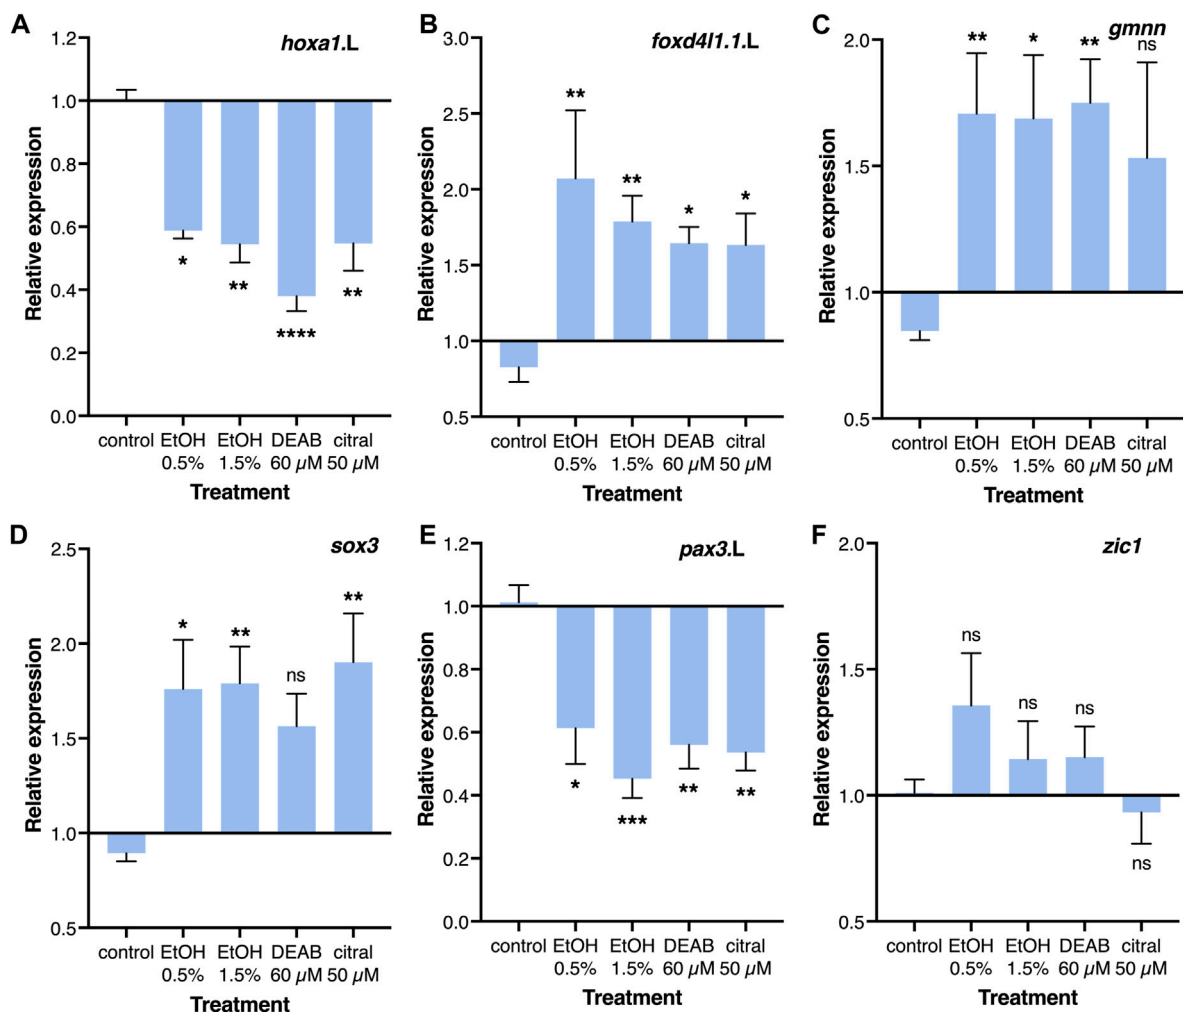 A
hoxa1.L
Relative expression
1.2
1.0
0.8
0.6
0.4
0.2
0.0
*
**
****
**
control EtOH EtOH DEAB citral
0.5% 1.5% 60 µM 50 µM
Treatment
B
foxd4l1.1.L
Relative expression
3.0
2.5
2.0
1.5
1.0
0.5
**
**
*
*
control EtOH EtOH DEAB citral
0.5% 1.5% 60 µM 50 µM
Treatment
C
gmnn
Relative expression
2.0
1.5
1.0
0.5
**
*
**
ns
control EtOH EtOH DEAB citral
0.5% 1.5% 60 µM 50 µM
Treatment
D
sox3
Relative expression
2.5
2.0
1.5
1.0
0.5
*
**
ns
**
control EtOH EtOH DEAB citral
0.5% 1.5% 60 µM 50 µM
Treatment
E
pax3.L
Relative expression
1.2
1.0
0.8
0.6
0.4
0.2
0.0
*
***
**
**
control EtOH EtOH DEAB citral
0.5% 1.5% 60 µM 50 µM
Treatment
F
zic1
Relative expression
2.0
1.5
1.0
0.5
ns
ns
ns
ns
control EtOH EtOH DEAB citral
0.5% 1.5% 60 µM 50 µM
Treatment